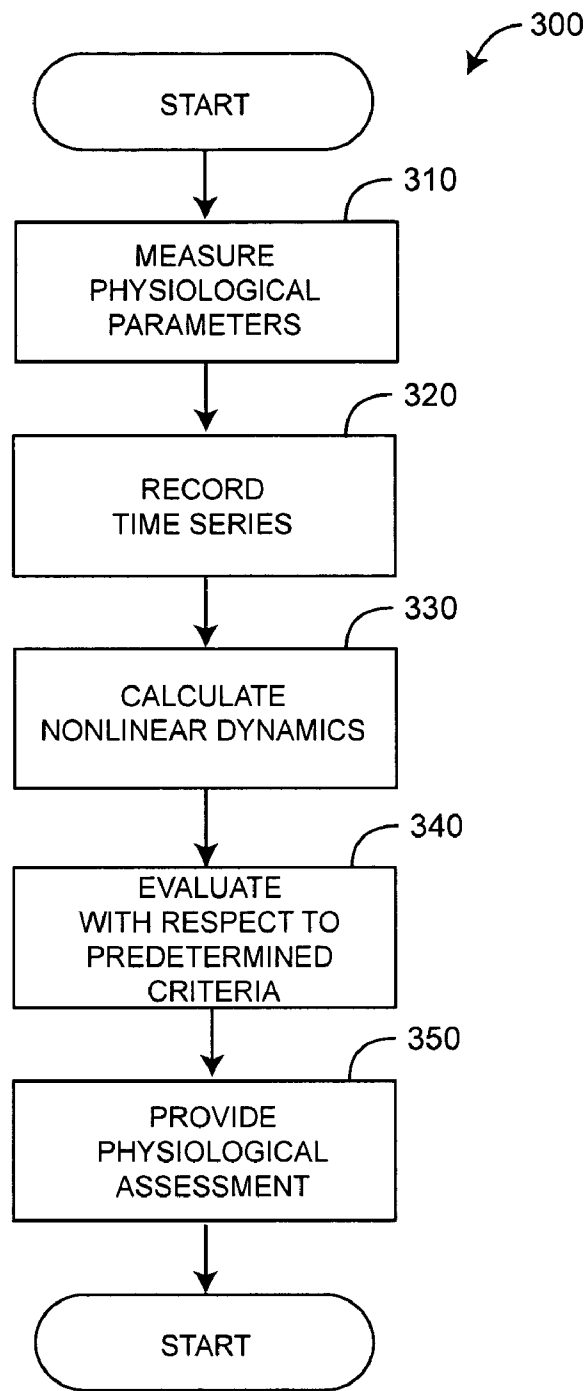 300
START
310
MEASURE
PHYSIOLOGICAL
PARAMETERS
320
RECORD
TIME SERIES
330
CALCULATE
NONLINEAR DYNAMICS
340
EVALUATE
WITH RESPECT TO
PREDETERMINED
CRITERIA
350
PROVIDE
PHYSIOLOGICAL
ASSESSMENT
START